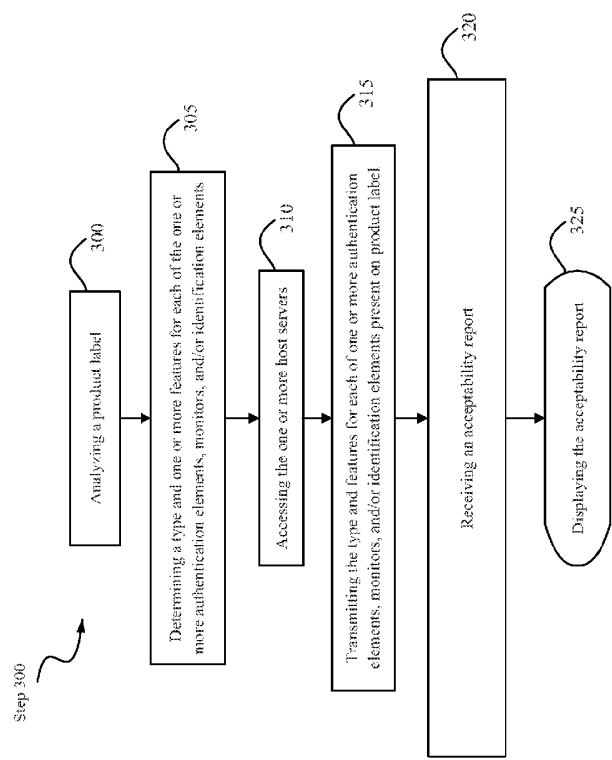 Step 300
300
Analyzing a product label
305
Determining a type and one or more features for each of the one or
more authentication elements, monitors, and/or identification elements
310
Accessing the one or more host servers
315
Transmitting the type and features for each of one or more authentication
elements, monitors, and/or identification elements present on product label
320
Receiving an acceptability report
325
Displaying the acceptability report